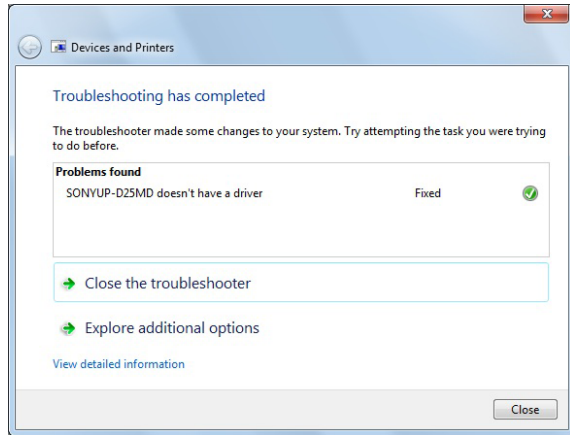 Devices and Printers
Troubleshooting has completed
The troubleshooter made some changes to your system. Try attempting the task you were trying
to do before.
Problems found
SONYUP-D25MD doesn't have a driver Fixed
Close the troubleshooter
Explore additional options
View detailed information
Close